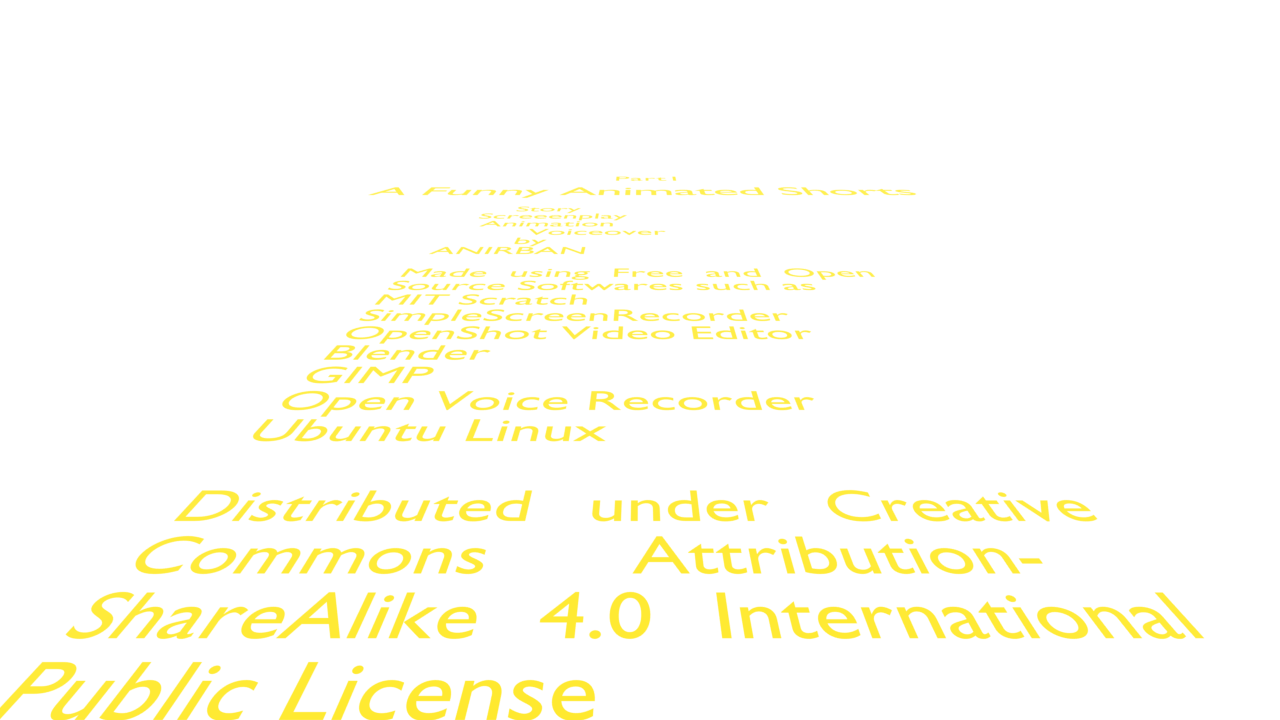 Part I
A Funny Animated Shorts
Story
Screeenplay
Animation
Voiceover
by
ANIRBAN
Made using Free and Open
Source Softwares such as
MIT Scratch
SimpleScreenRecorder
OpenShot Video Editor
Blender
GIMP
Open Voice Recorder
Ubuntu Linux
Distributed under Creative
Commons Attribution-
ShareAlike 4.0 International
Public License